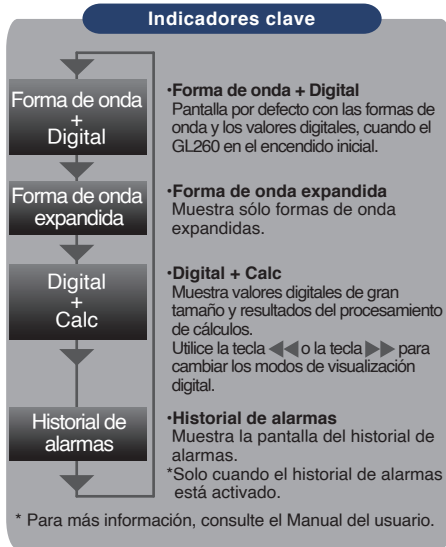 Indicadores clave
Forma de onda
+
Digital
•Forma de onda + Digital
Pantalla por defecto con las formas de
onda y los valores digitales, cuando el
GL260 en el encendido inicial.
Forma de onda
expandida
•Forma de onda expandida
Muestra sólo formas de onda
expandidas.
Digital
+
Calc
•Digital + Calc
Muestra valores digitales de gran
tamaño y resultados del procesamiento
de cálculos.
Utilice la tecla ◀◀ o la tecla ▶▶ para
cambiar los modos de visualización
digital.
Historial de
alarmas
•Historial de alarmas
Muestra la pantalla del historial de
alarmas.
*Solo cuando el historial de alarmas
está activado.
* Para más información, consulte el Manual del usuario.